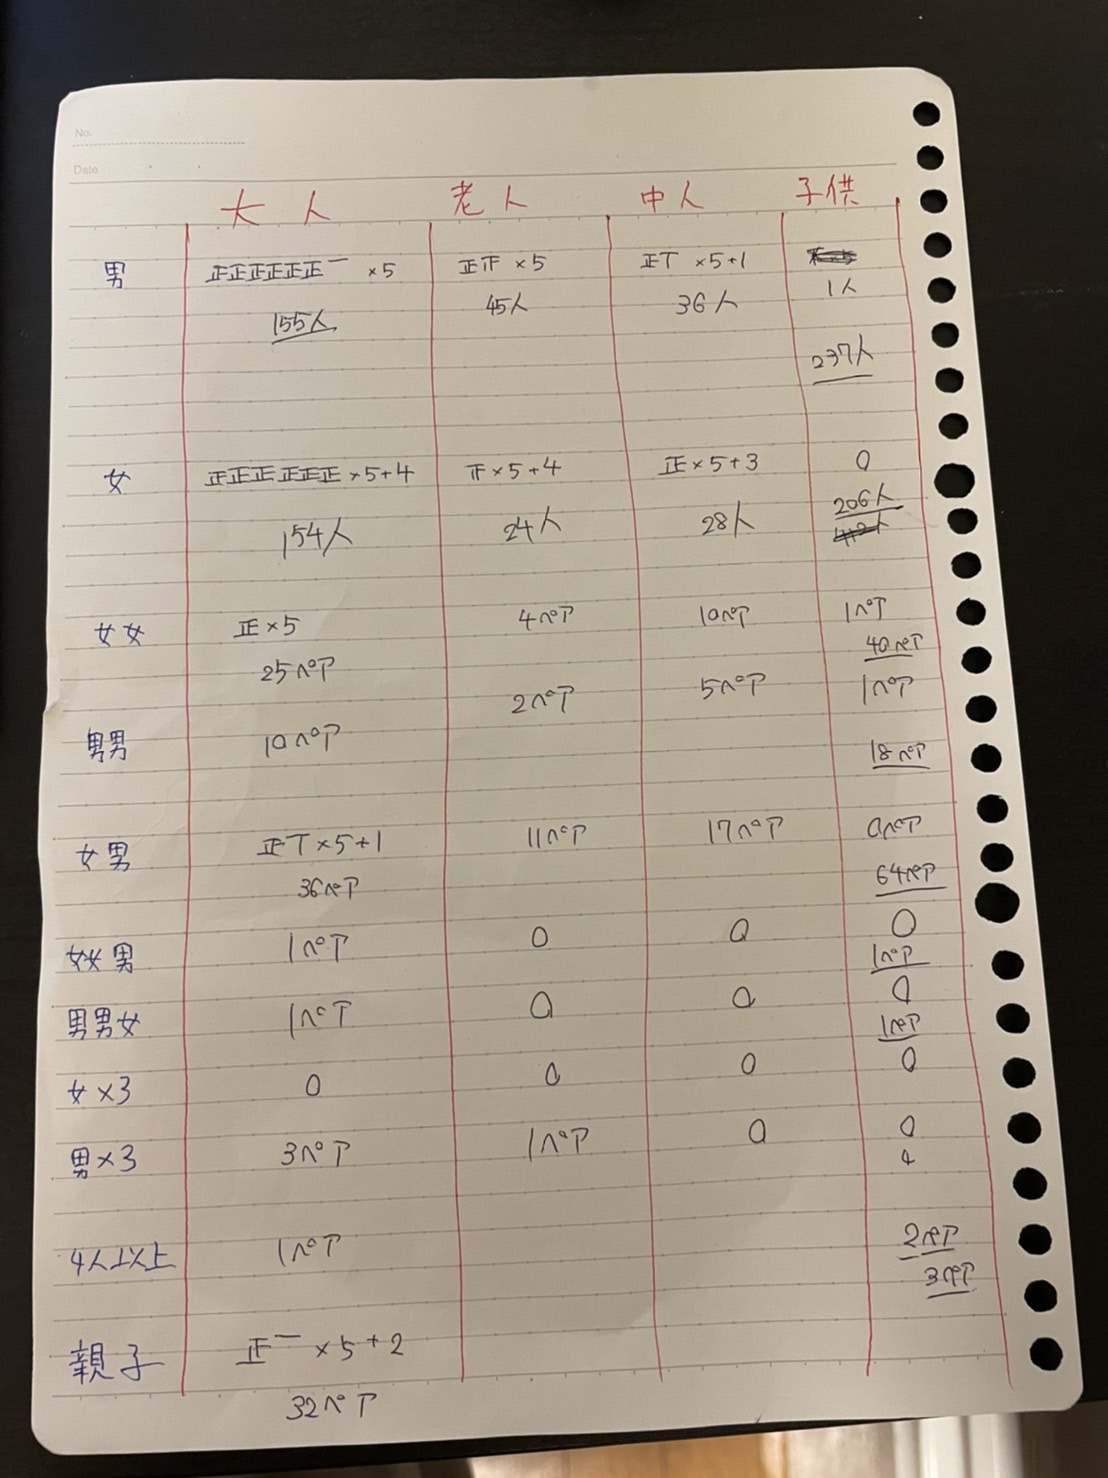 No.
Date
大人 老人 中人 子供
男 正正正正正正一 ×5 正正 ×5 正T ×5+1
155人 45人 36人 1人
237人
女 正正正正正正 ×5+4 正×5+4 正×5+3 0
154人 24人 28人 206人
女女 正×5 4ペア 10ペア 1ペア
25ペア 40ペア
男男 10ペア 2ペア 5ペア 1ペア
18ペア
女男 正T×5+1 11ペア 17ペア 0ペア
36ペア 64ペア
女女男 1ペア 0 0 0
1ペア
男男女 1ペア 0 0 0
1ペア
女×3 0 0 0 0
男×3 3ペア 1ペア 0 0
4
4人以上 1ペア 2ペア
3ペア
親子 正一 ×5+2
32ペア